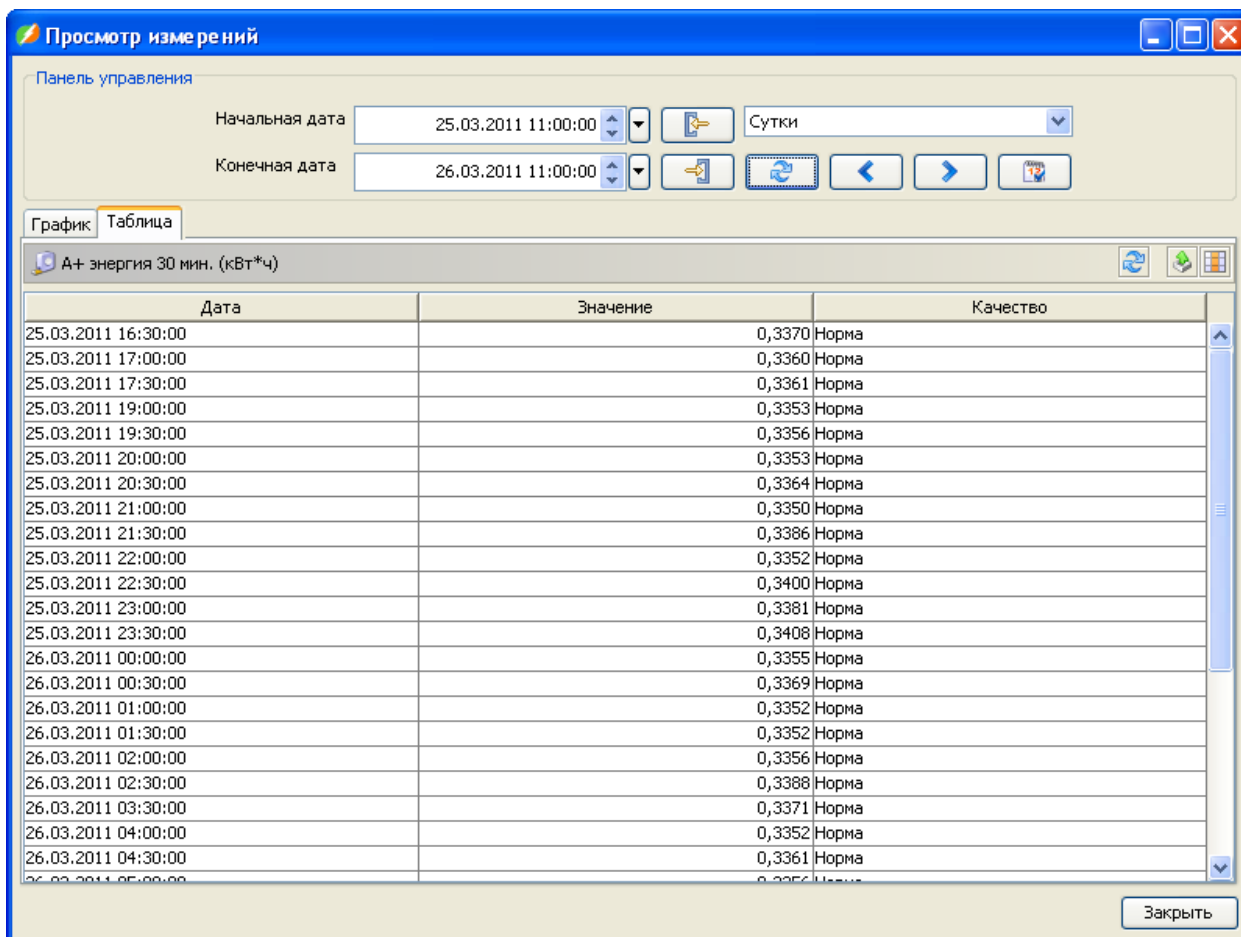 Просмотр измерений
Панель управления
Начальная дата 25.03.2011 11:00:00 Сутки
Конечная дата 26.03.2011 11:00:00
График Таблица
А+ энергия 30 мин. (кВт*ч)
Дата Значение Качество
25.03.2011 16:30:00 0,3370 Норма
25.03.2011 17:00:00 0,3360 Норма
25.03.2011 17:30:00 0,3361 Норма
25.03.2011 19:00:00 0,3353 Норма
25.03.2011 19:30:00 0,3356 Норма
25.03.2011 20:00:00 0,3353 Норма
25.03.2011 20:30:00 0,3364 Норма
25.03.2011 21:00:00 0,3350 Норма
25.03.2011 21:30:00 0,3386 Норма
25.03.2011 22:00:00 0,3352 Норма
25.03.2011 22:30:00 0,3400 Норма
25.03.2011 23:00:00 0,3381 Норма
25.03.2011 23:30:00 0,3408 Норма
26.03.2011 00:00:00 0,3355 Норма
26.03.2011 00:30:00 0,3369 Норма
26.03.2011 01:00:00 0,3352 Норма
26.03.2011 01:30:00 0,3352 Норма
26.03.2011 02:00:00 0,3356 Норма
26.03.2011 02:30:00 0,3388 Норма
26.03.2011 03:30:00 0,3371 Норма
26.03.2011 04:00:00 0,3352 Норма
26.03.2011 04:30:00 0,3361 Норма
Закрыть